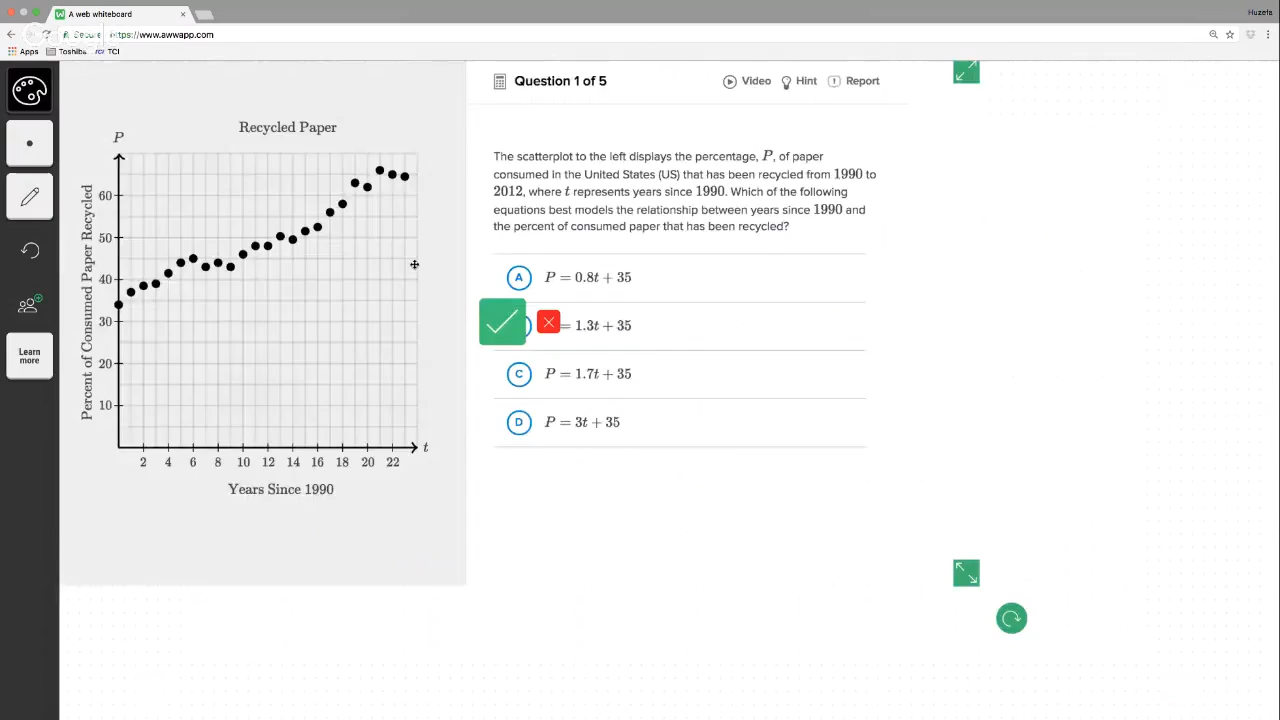 A web whiteboard
Huzefa
Secure https://www.awwapp.com
Apps Toshiba TCI
Question 1 of 5 Video Hint Report
Recycled Paper
P
Percent of Consumed Paper Recycled
60
50
40
30
20
10
t
2 4 6 8 10 12 14 16 18 20 22
Years Since 1990
Learn
more
The scatterplot to the left displays the percentage, P, of paper
consumed in the United States (US) that has been recycled from 1990 to
2012, where t represents years since 1990. Which of the following
equations best models the relationship between years since 1990 and
the percent of consumed paper that has been recycled?
A P = 0.8t + 35
= 1.3t + 35
C P = 1.7t + 35
D P = 3t + 35